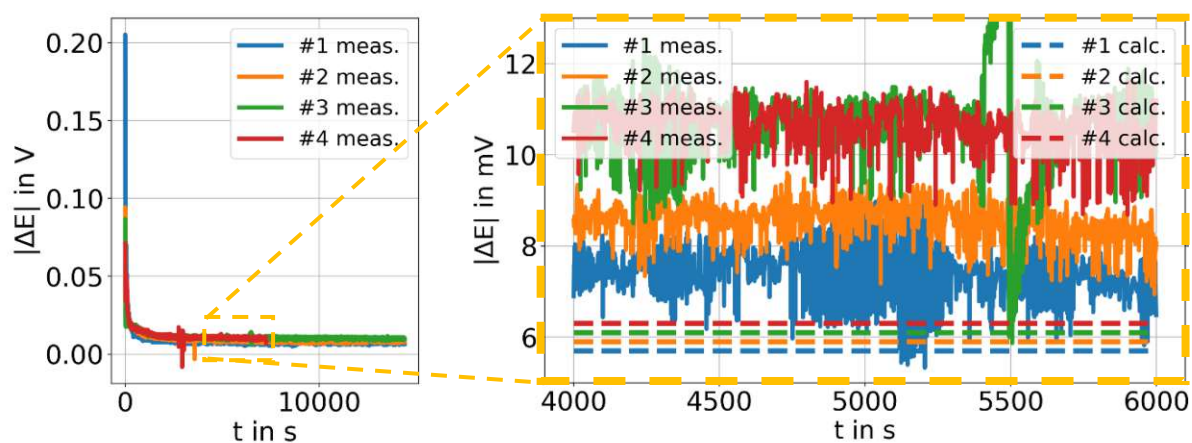 |ΔE| in V
0.20
0.15
0.10
0.05
0.00
#1 meas.
#2 meas.
#3 meas.
#4 meas.
0
10000
t in s
|ΔE| in mV
12
10
8
6
#1 meas.
#2 meas.
#3 meas.
#4 meas.
#1 calc.
#2 calc.
#3 calc.
#4 calc.
4000
4500
5000
5500
6000
t in s